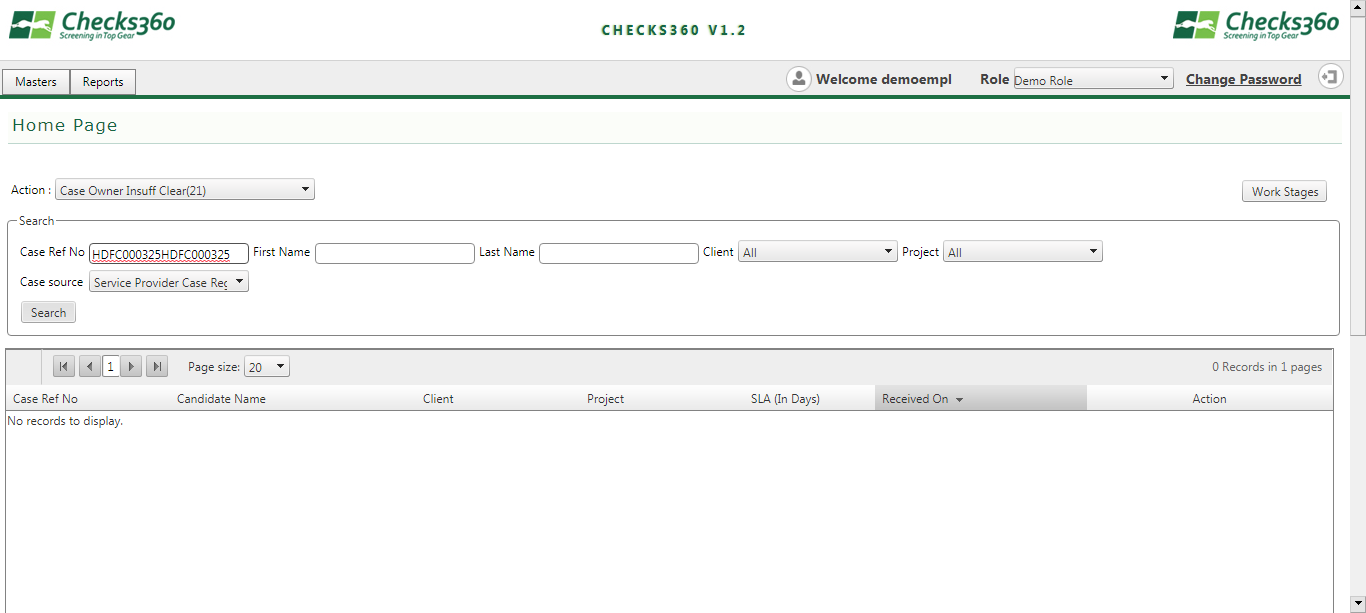 Checks360
Screening in Top Gear
CHECKS360 V1.2
Checks360
Screening in Top Gear
Masters Reports Welcome demoempl Role Demo Role Change Password
Home Page
Action : Case Owner Insuff Clear(21) Work Stages
Search
Case Ref No HDFC000325HDFC000325 First Name Last Name Client All Project All
Case source Service Provider Case Reg
Search
1 Page size: 20 0 Records in 1 pages
Case Ref No Candidate Name Client Project SLA (In Days) Received On Action
No records to display.